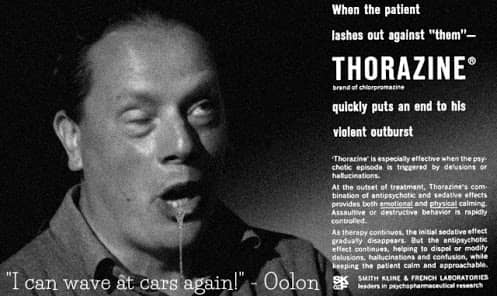 When the patient
lashes out against "them"—
THORAZINE®
brand of chlorpromazine
quickly puts an end to his
violent outburst
'Thorazine' is especially effective when the psy-
chotic episode is triggered by delusions or
hallucinations.
At the outset of treatment, Thorazine's com-
bination of antipsychotic and sedative effects
provides both emotional and physical calming.
Assaultive or destructive behavior is rapidly
controlled.
As therapy continues, the initial sedative effect
gradually disappears. But the antipsychotic
effect continues, helping to dispel or modify
delusions, hallucinations and confusion, while
keeping the patient calm and approachable.
SMITH KLINE & FRENCH LABORATORIES
leaders in psychopharmaceutical research
"I can wave at cars again!" - Oolon